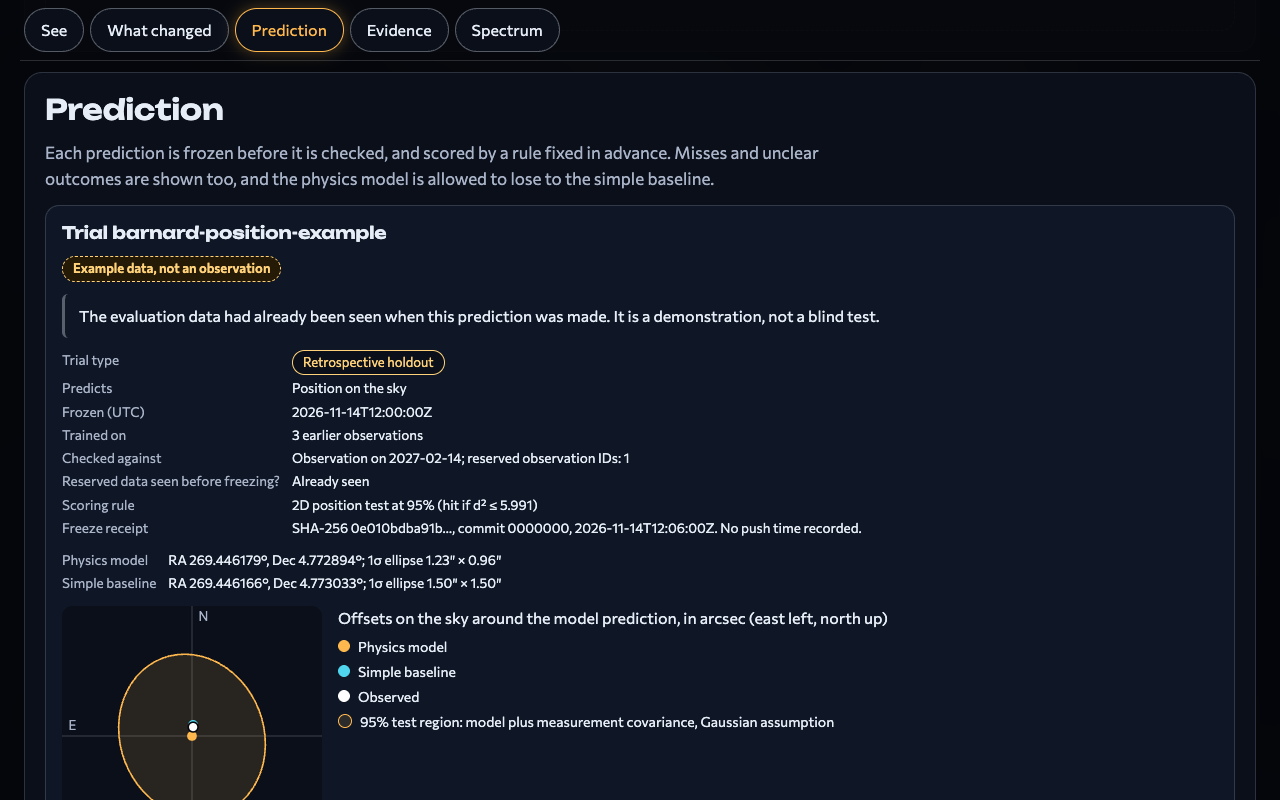 See What changed Prediction Evidence Spectrum
Prediction
Each prediction is frozen before it is checked, and scored by a rule fixed in advance. Misses and unclear
outcomes are shown too, and the physics model is allowed to lose to the simple baseline.
Trial barnard-position-example
Example data, not an observation
The evaluation data had already been seen when this prediction was made. It is a demonstration, not a blind test.
Trial type Retrospective holdout
Predicts Position on the sky
Frozen (UTC) 2026-11-14T12:00:00Z
Trained on 3 earlier observations
Checked against Observation on 2027-02-14; reserved observation IDs: 1
Reserved data seen before freezing? Already seen
Scoring rule 2D position test at 95% (hit if d² ≤ 5.991)
Freeze receipt SHA-256 0e010bdba91b…, commit 0000000, 2026-11-14T12:06:00Z. No push time recorded.
Physics model RA 269.446179°, Dec 4.772894°; 1σ ellipse 1.23″ × 0.96″
Simple baseline RA 269.446166°, Dec 4.773033°; 1σ ellipse 1.50″ × 1.50″
N
E
Offsets on the sky around the model prediction, in arcsec (east left, north up)
Physics model
Simple baseline
Observed
95% test region: model plus measurement covariance, Gaussian assumption